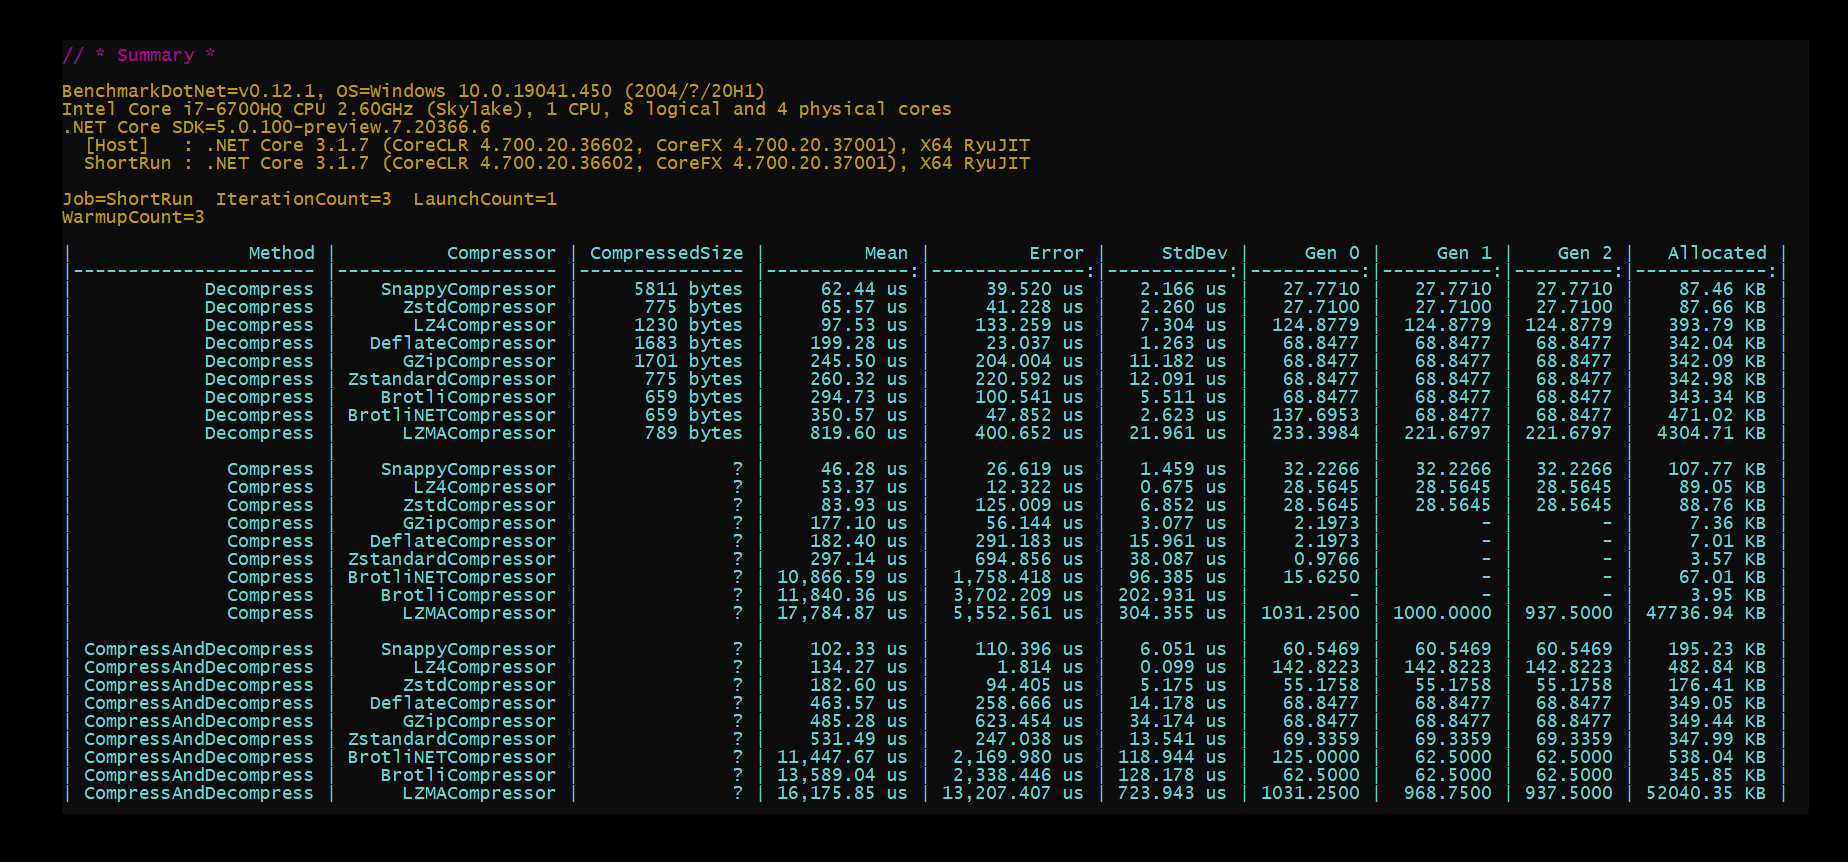 // * Summary *
BenchmarkDotNet=v0.12.1, OS=Windows 10.0.19041.450 (2004/?/20H1)
Intel Core i7-6700HQ CPU 2.60GHz (Skylake), 1 CPU, 8 logical and 4 physical cores
.NET Core SDK=5.0.100-preview.7.20366.6
  [Host]   : .NET Core 3.1.7 (CoreCLR 4.700.20.36602, CoreFX 4.700.20.37001), X64 RyuJIT
  ShortRun : .NET Core 3.1.7 (CoreCLR 4.700.20.36602, CoreFX 4.700.20.37001), X64 RyuJIT
Job=ShortRun  IterationCount=3  LaunchCount=1
WarmupCount=3
| Method | Compressor | CompressedSize | Mean | Error | StdDev | Gen 0 | Gen 1 | Gen 2 | Allocated |
|---------------------- |-------------------- |--------------- |-------------:|--------------:|-----------:|----------:|----------:|---------:|------------:|
| Decompress | SnappyCompressor | 5811 bytes | 62.44 us | 39.520 us | 2.166 us | 27.7710 | 27.7710 | 27.7710 | 87.46 KB |
| Decompress | ZstdCompressor | 775 bytes | 65.57 us | 41.228 us | 2.260 us | 27.7100 | 27.7100 | 27.7100 | 87.66 KB |
| Decompress | LZ4Compressor | 1230 bytes | 97.53 us | 133.259 us | 7.304 us | 124.8779 | 124.8779 | 124.8779 | 393.79 KB |
| Decompress | DeflateCompressor | 1683 bytes | 199.28 us | 23.037 us | 1.263 us | 68.8477 | 68.8477 | 68.8477 | 342.04 KB |
| Decompress | GZipCompressor | 1701 bytes | 245.50 us | 204.004 us | 11.182 us | 68.8477 | 68.8477 | 68.8477 | 342.09 KB |
| Decompress | ZstandardCompressor | 775 bytes | 260.32 us | 220.592 us | 12.091 us | 68.8477 | 68.8477 | 68.8477 | 342.98 KB |
| Decompress | BrotliCompressor | 659 bytes | 294.73 us | 100.541 us | 5.511 us | 68.8477 | 68.8477 | 68.8477 | 343.34 KB |
| Decompress | BrotliNETCompressor | 659 bytes | 350.57 us | 47.852 us | 2.623 us | 137.6953 | 68.8477 | 68.8477 | 471.02 KB |
| Decompress | LZMACompressor | 789 bytes | 819.60 us | 400.652 us | 21.961 us | 233.3984 | 221.6797 | 221.6797 | 4304.71 KB |
| | | | | | | | | | |
| Compress | SnappyCompressor | ? | 46.28 us | 26.619 us | 1.459 us | 32.2266 | 32.2266 | 32.2266 | 107.77 KB |
| Compress | LZ4Compressor | ? | 53.37 us | 12.322 us | 0.675 us | 28.5645 | 28.5645 | 28.5645 | 89.05 KB |
| Compress | ZstdCompressor | ? | 83.93 us | 125.009 us | 6.852 us | 28.5645 | 28.5645 | 28.5645 | 88.76 KB |
| Compress | GZipCompressor | ? | 177.10 us | 56.144 us | 3.077 us | 2.1973 | - | - | 7.36 KB |
| Compress | DeflateCompressor | ? | 182.40 us | 291.183 us | 15.961 us | 2.1973 | - | - | 7.01 KB |
| Compress | ZstandardCompressor | ? | 297.14 us | 694.856 us | 38.087 us | 0.9766 | - | - | 3.57 KB |
| Compress | BrotliNETCompressor | ? | 10,866.59 us | 1,758.418 us | 96.385 us | 15.6250 | - | - | 67.01 KB |
| Compress | BrotliCompressor | ? | 11,840.36 us | 3,702.209 us | 202.931 us | - | - | - | 3.95 KB |
| Compress | LZMACompressor | ? | 17,784.87 us | 5,552.561 us | 304.355 us | 1031.2500 | 1000.0000 | 937.5000 | 47736.94 KB |
| | | | | | | | | | |
| CompressAndDecompress | SnappyCompressor | ? | 102.33 us | 110.396 us | 6.051 us | 60.5469 | 60.5469 | 60.5469 | 195.23 KB |
| CompressAndDecompress | LZ4Compressor | ? | 134.27 us | 1.814 us | 0.099 us | 142.8223 | 142.8223 | 142.8223 | 482.84 KB |
| CompressAndDecompress | ZstdCompressor | ? | 182.60 us | 94.405 us | 5.175 us | 55.1758 | 55.1758 | 55.1758 | 176.41 KB |
| CompressAndDecompress | DeflateCompressor | ? | 463.57 us | 258.666 us | 14.178 us | 68.8477 | 68.8477 | 68.8477 | 349.05 KB |
| CompressAndDecompress | GZipCompressor | ? | 485.28 us | 623.454 us | 34.174 us | 68.8477 | 68.8477 | 68.8477 | 349.44 KB |
| CompressAndDecompress | ZstandardCompressor | ? | 531.49 us | 247.038 us | 13.541 us | 69.3359 | 69.3359 | 69.3359 | 347.99 KB |
| CompressAndDecompress | BrotliNETCompressor | ? | 11,447.67 us | 2,169.980 us | 118.944 us | 125.0000 | 62.5000 | 62.5000 | 538.04 KB |
| CompressAndDecompress | BrotliCompressor | ? | 13,589.04 us | 2,338.446 us | 128.178 us | 62.5000 | 62.5000 | 62.5000 | 345.85 KB |
| CompressAndDecompress | LZMACompressor | ? | 16,175.85 us | 13,207.407 us | 723.943 us | 1031.2500 | 968.7500 | 937.5000 | 52040.35 KB |